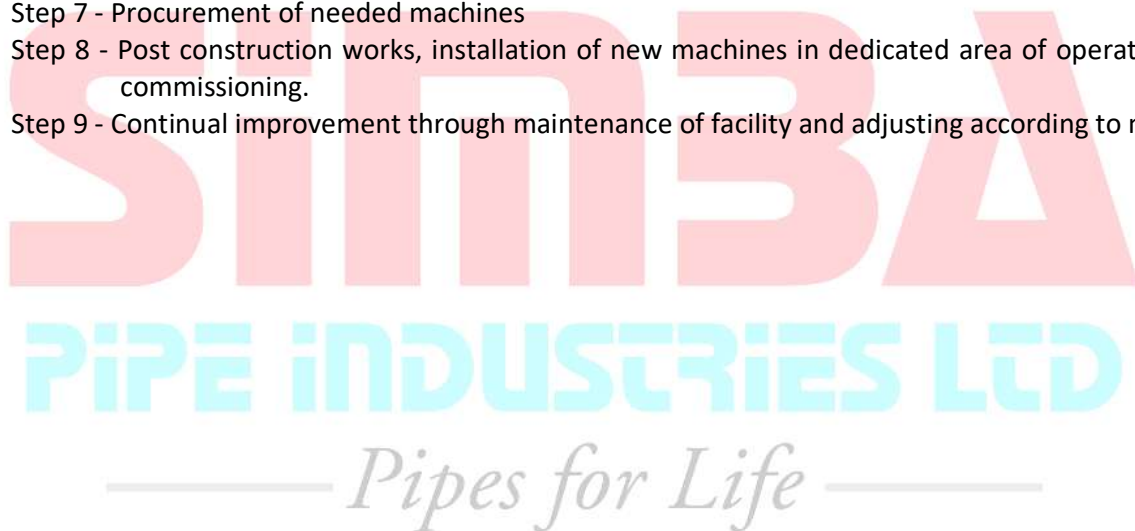 Step 7 - Procurement of needed machines
Step 8 - Post construction works, installation of new machines in dedicated area of
commissioning.
Step 9 - Continual improvement through maintenance of facility and adjusting according to
SiMBA
PiPE iNDUSTRiES LTD
Pipes for Life